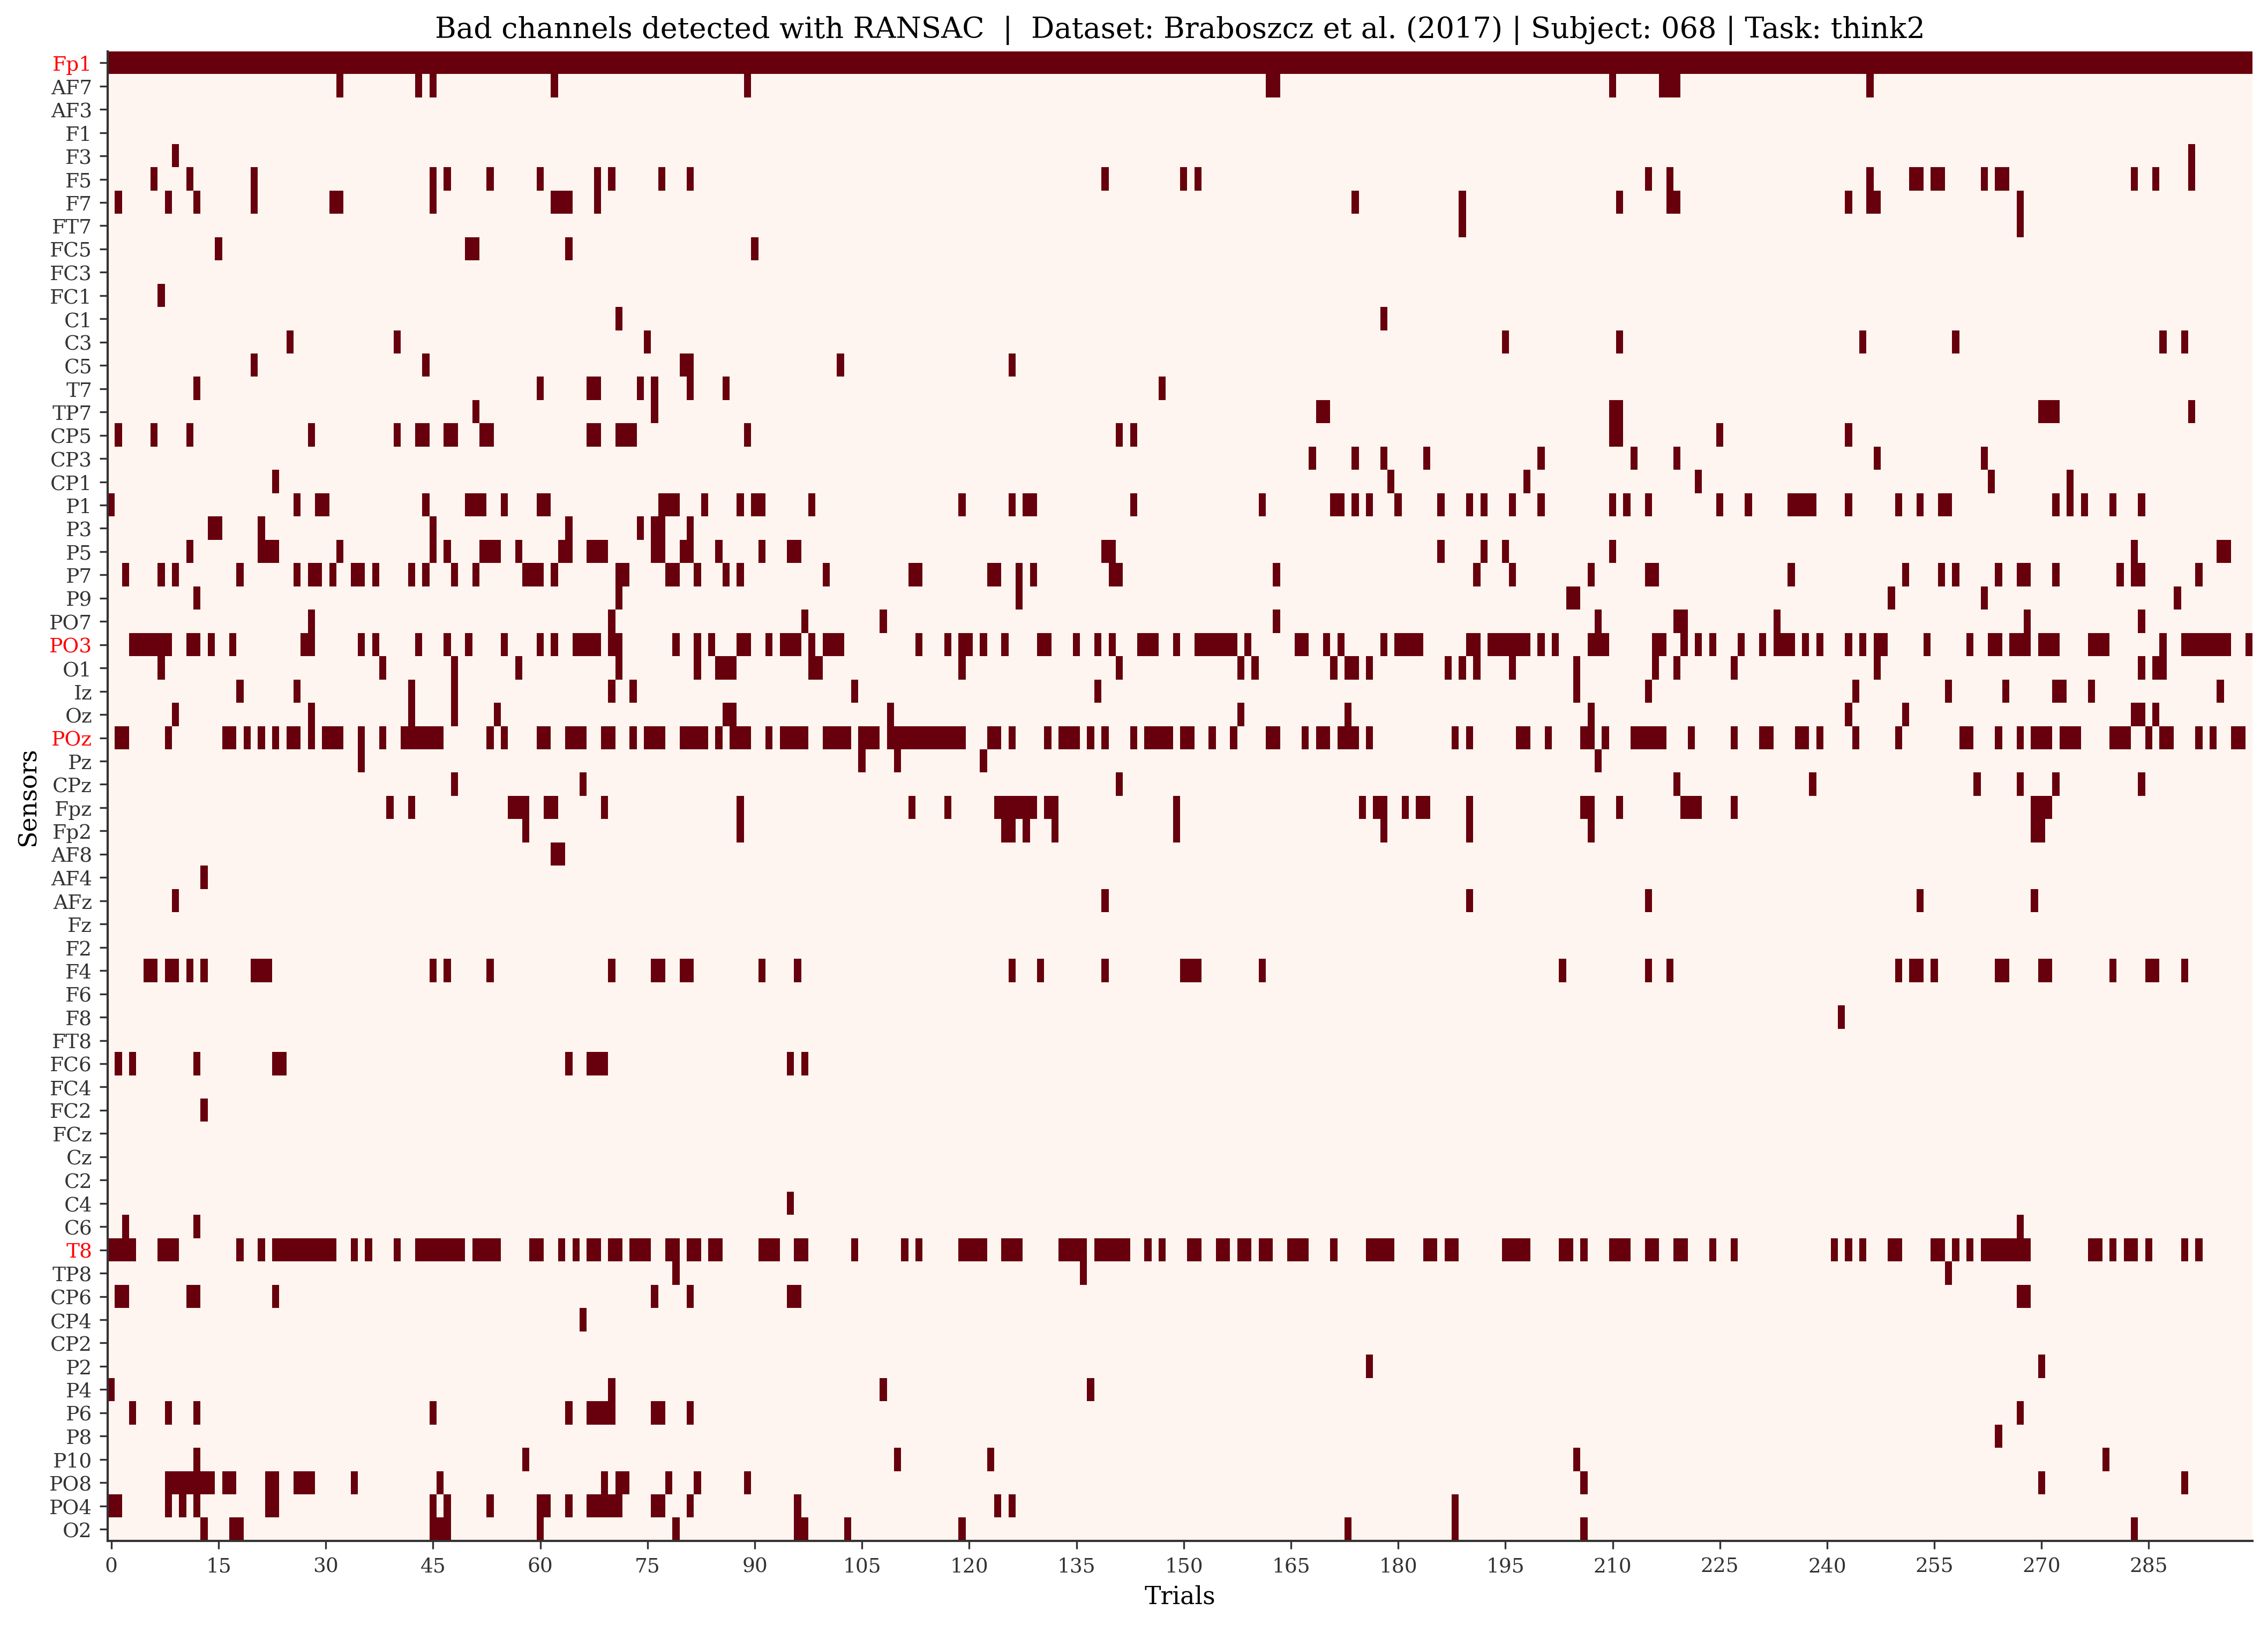 Bad channels detected with RANSAC | Dataset: Braboszcz et al. (2017) | Subject: 068 | Task: think2
Fp1
AF7
AF3
F1
F3
F5
F7
FT7
FC5
FC3
FC1
C1
C3
C5
T7
TP7
CP5
CP3
CP1
P1
P3
P5
P7
P9
PO7
PO3
O1
Iz
Oz
POz
Pz
CPz
Fpz
Fp2
AF8
AF4
AFz
Fz
F2
F4
F6
F8
FT8
FC6
FC4
FC2
FCz
Cz
C2
C4
C6
T8
TP8
CP6
CP4
CP2
P2
P4
P6
P8
P10
PO8
PO4
O2
Sensors
0 15 30 45 60 75 90 105 120 135 150 165 180 195 210 225 240 255 270 285
Trials